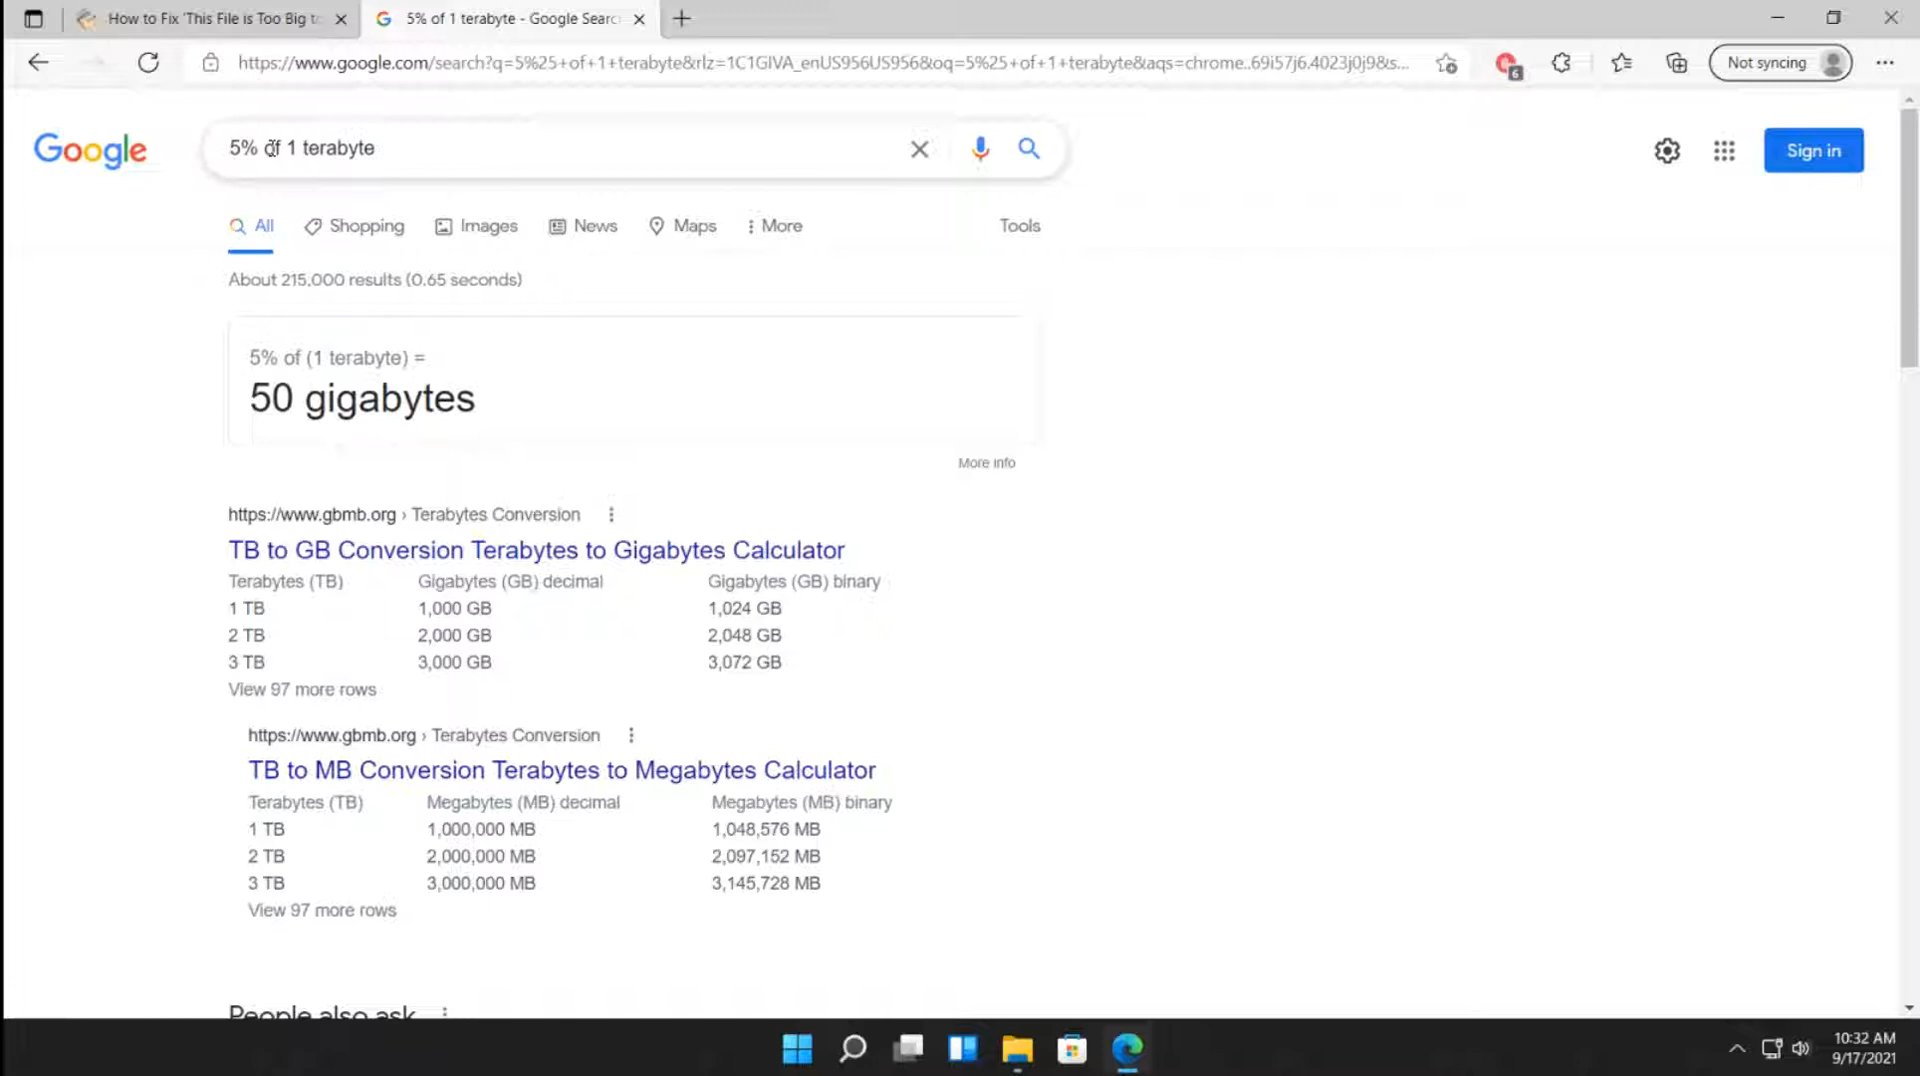 How to Fix 'This File is Too Big to
5% of 1 terabyte - Google Searc
https://www.google.com/search?q=5%25+of+1+terabyte&rlz=1C1GIVA_enUS956US956&oq=5%25+of+1+terabyte&aqs=chrome..69i57j6.4023j0j9&s...
6
Not syncing
Google
5% of 1 terabyte
Sign in
All
Shopping
Images
News
Maps
More
Tools
About 215,000 results (0.65 seconds)
5% of (1 terabyte) =
50 gigabytes
More info
https://www.gbmb.org › Terabytes Conversion
TB to GB Conversion Terabytes to Gigabytes Calculator
Terabytes (TB) Gigabytes (GB) decimal Gigabytes (GB) binary
1 TB 1,000 GB 1,024 GB
2 TB 2,000 GB 2,048 GB
3 TB 3,000 GB 3,072 GB
View 97 more rows
https://www.gbmb.org › Terabytes Conversion
TB to MB Conversion Terabytes to Megabytes Calculator
Terabytes (TB) Megabytes (MB) decimal Megabytes (MB) binary
1 TB 1,000,000 MB 1,048,576 MB
2 TB 2,000,000 MB 2,097,152 MB
3 TB 3,000,000 MB 3,145,728 MB
View 97 more rows
People also ask
10:32 AM
9/17/2021